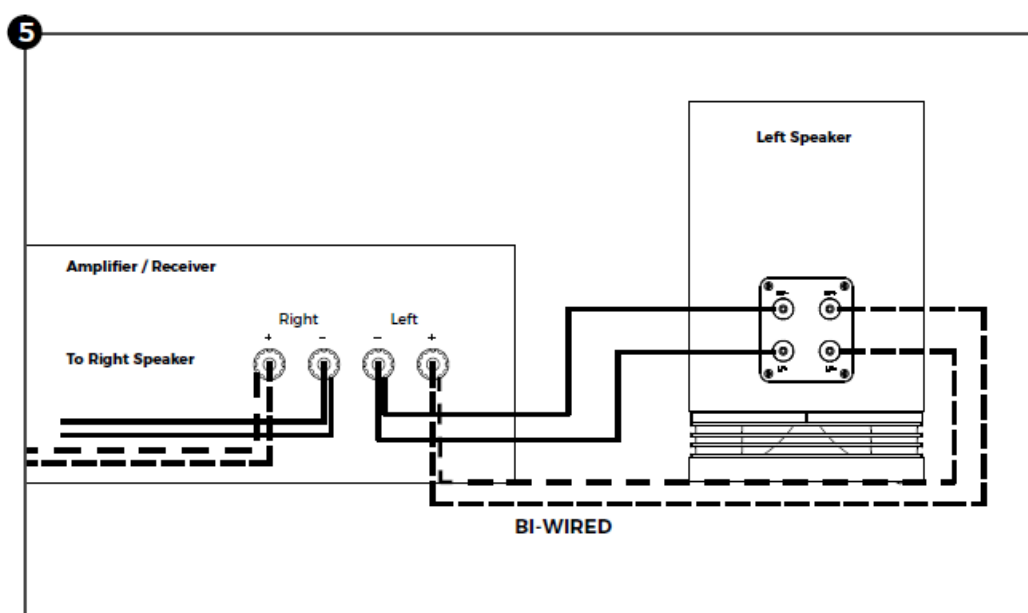 5
Left Speaker
Amplifier / Receiver
Right
Left
+
-
-
+
To Right Speaker
BI-WIRED